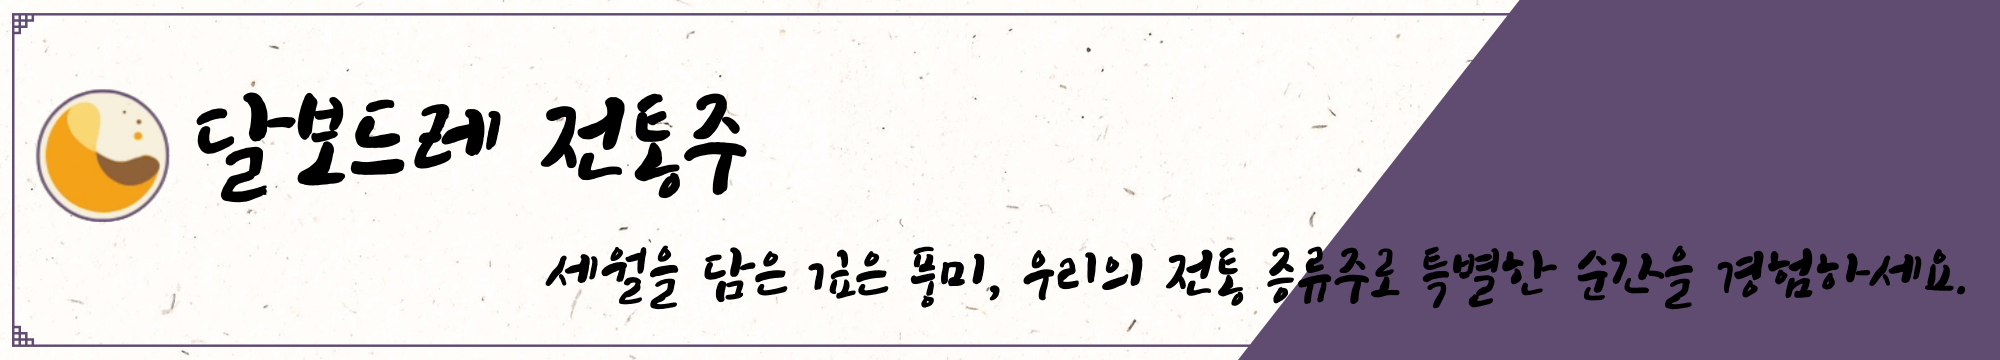 달보드레 전통주
세월을 담은 깊은 풍미, 우리의 전통 증류주로 특별한 순간을 경험하세요.